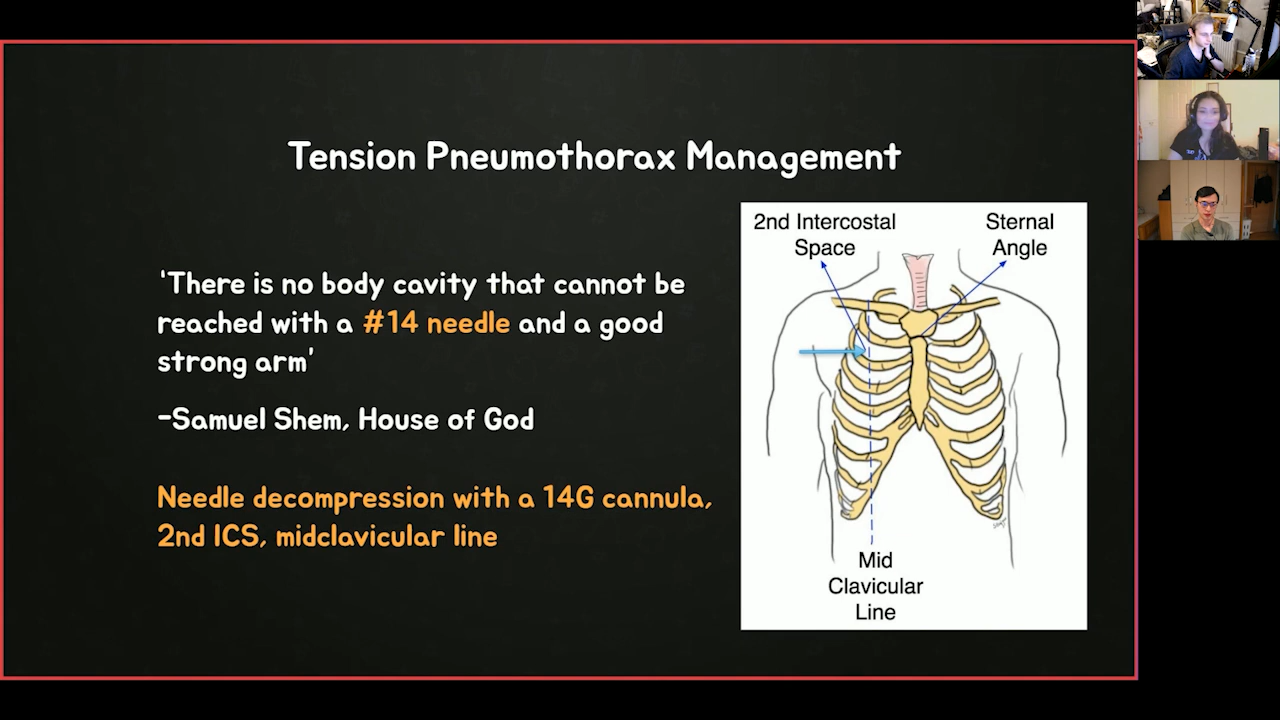 Tension Pneumothorax Management
'There is no body cavity that cannot be
reached with a #14 needle and a good
strong arm'
-Samuel Shem, House of God
Needle decompression with a 14G cannula,
2nd ICS, midclavicular line
2nd Intercostal
Space
Sternal
Angle
Mid
Clavicular
Line